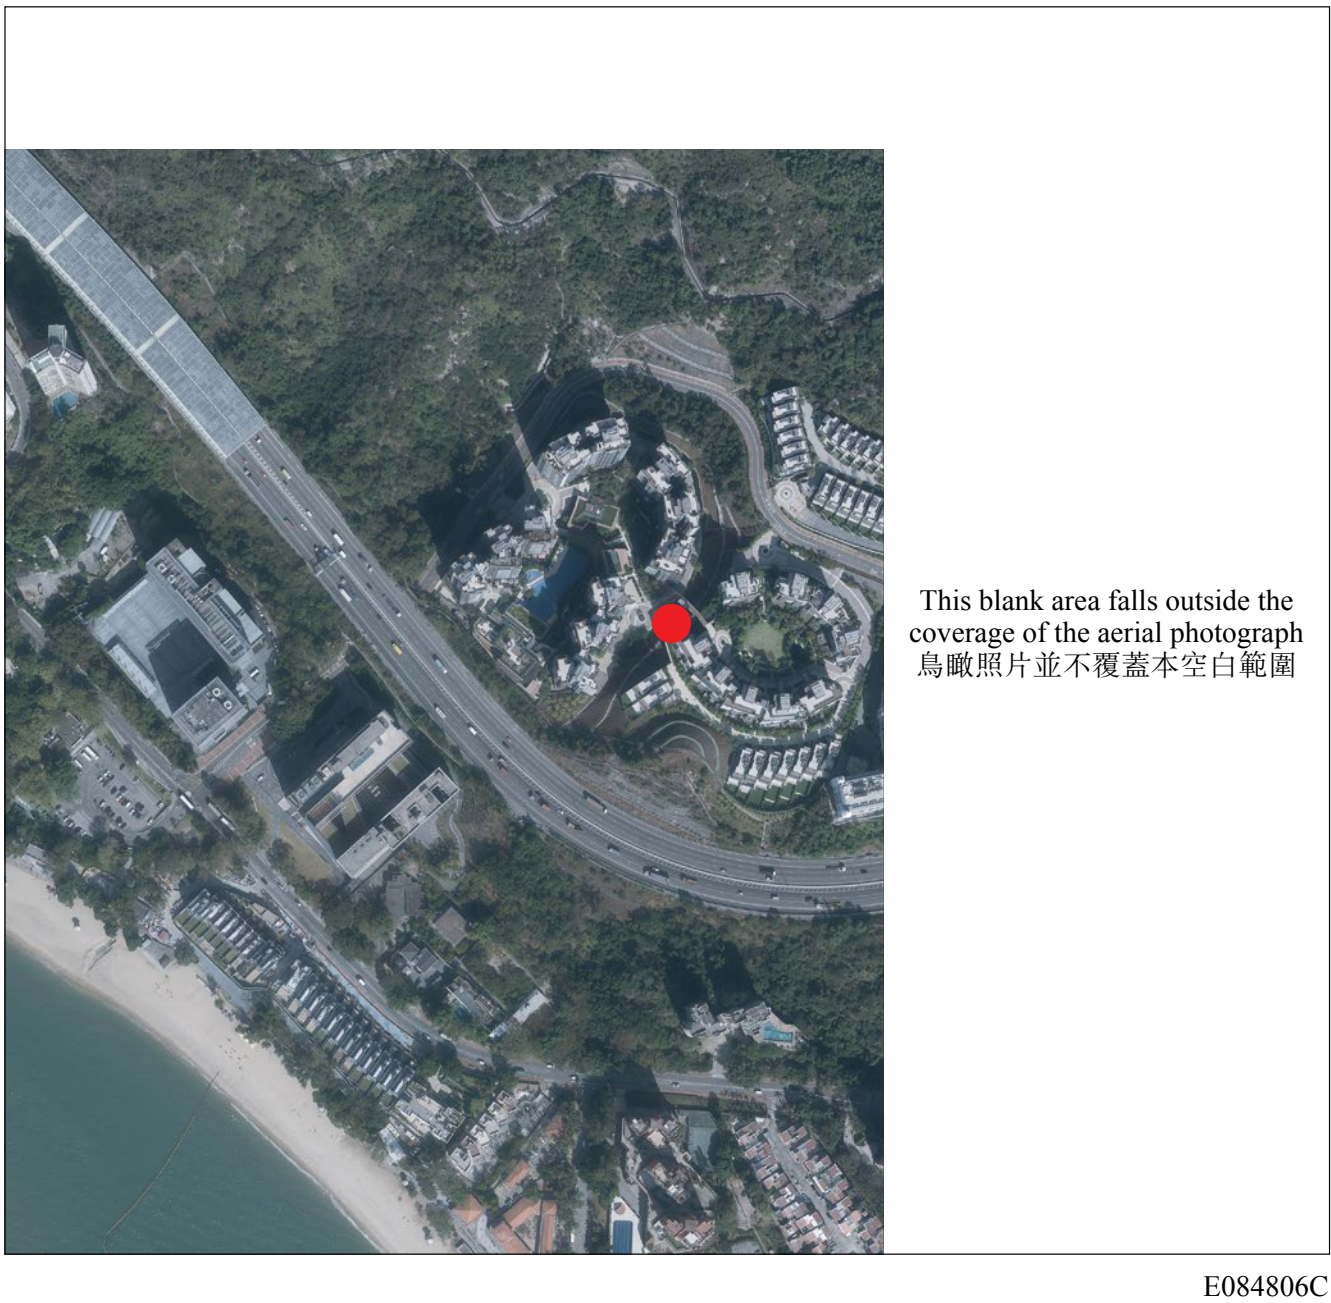 This blank area falls outside the
coverage of the aerial photograph
鳥瞰照片並不覆蓋本空白範圍
E084806C